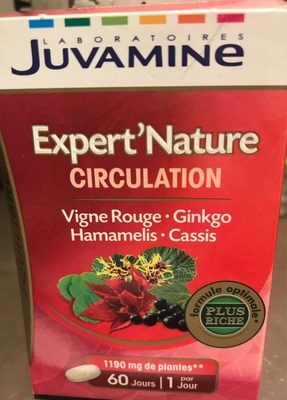 LABORATOIRES
JUVAMINE
Expert'Nature
CIRCULATION
Vigne Rouge • Ginkgo
Hamamelis • Cassis
formule optimale*
PLUS
RICHE
1190 mg de plantes**
60 Jours | 1 par Jour